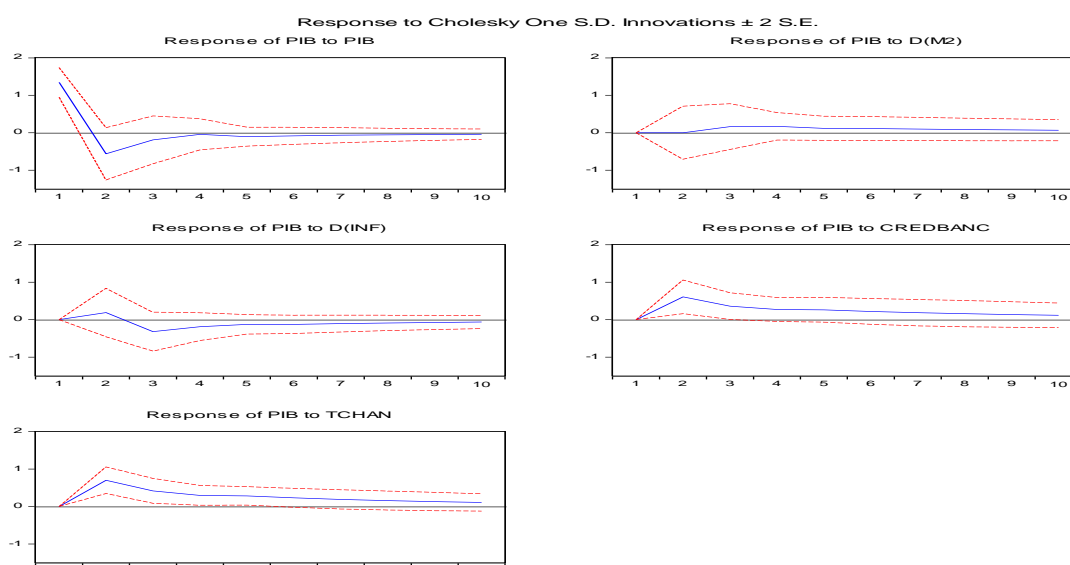 Response to Cholesky One S.D. Innovations ± 2 S.E.
Response of PIB to PIB
2
1
0
-1
1 2 3 4 5 6 7 8 9 10
Response of PIB to D(M2)
2
1
0
-1
1 2 3 4 5 6 7 8 9 10
Response of PIB to D(INF)
2
1
0
-1
1 2 3 4 5 6 7 8 9 10
Response of PIB to CREDBANC
2
1
0
-1
1 2 3 4 5 6 7 8 9 10
Response of PIB to TCHAN
2
1
0
-1